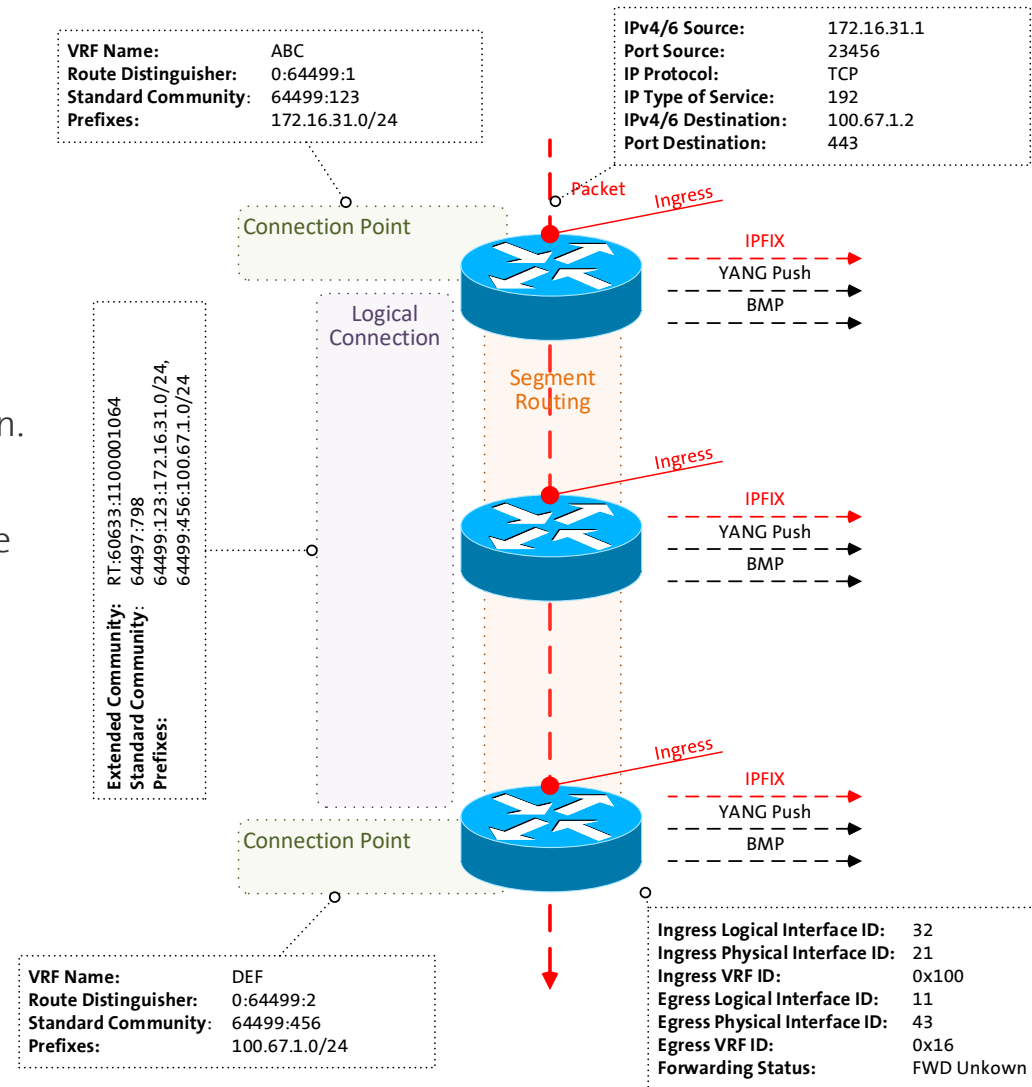 VRF Name: ABC
Route Distinguisher: 0:64499:1
Standard Community: 64499:123
Prefixes: 172.16.31.0/24
IPv4/6 Source: 172.16.31.1
Port Source: 23456
IP Protocol: TCP
IP Type of Service: 192
IPv4/6 Destination: 100.67.1.2
Port Destination: 443
Packet
Ingress
Connection Point
IPFIX
YANG Push
BMP
Logical
Connection
Segment
Routing
n.
e
Extended Community: RT:60633:1100001064
Standard Community: 64497:798
Prefixes: 64499:123:172.16.31.0/24,
64499:456:100.67.1.0/24
Ingress
IPFIX
YANG Push
BMP
Ingress
IPFIX
YANG Push
BMP
Connection Point
VRF Name: DEF
Route Distinguisher: 0:64499:2
Standard Community: 64499:456
Prefixes: 100.67.1.0/24
Ingress Logical Interface ID: 32
Ingress Physical Interface ID: 21
Ingress VRF ID: 0x100
Egress Logical Interface ID: 11
Egress Physical Interface ID: 43
Egress VRF ID: 0x16
Forwarding Status: FWD Unkown